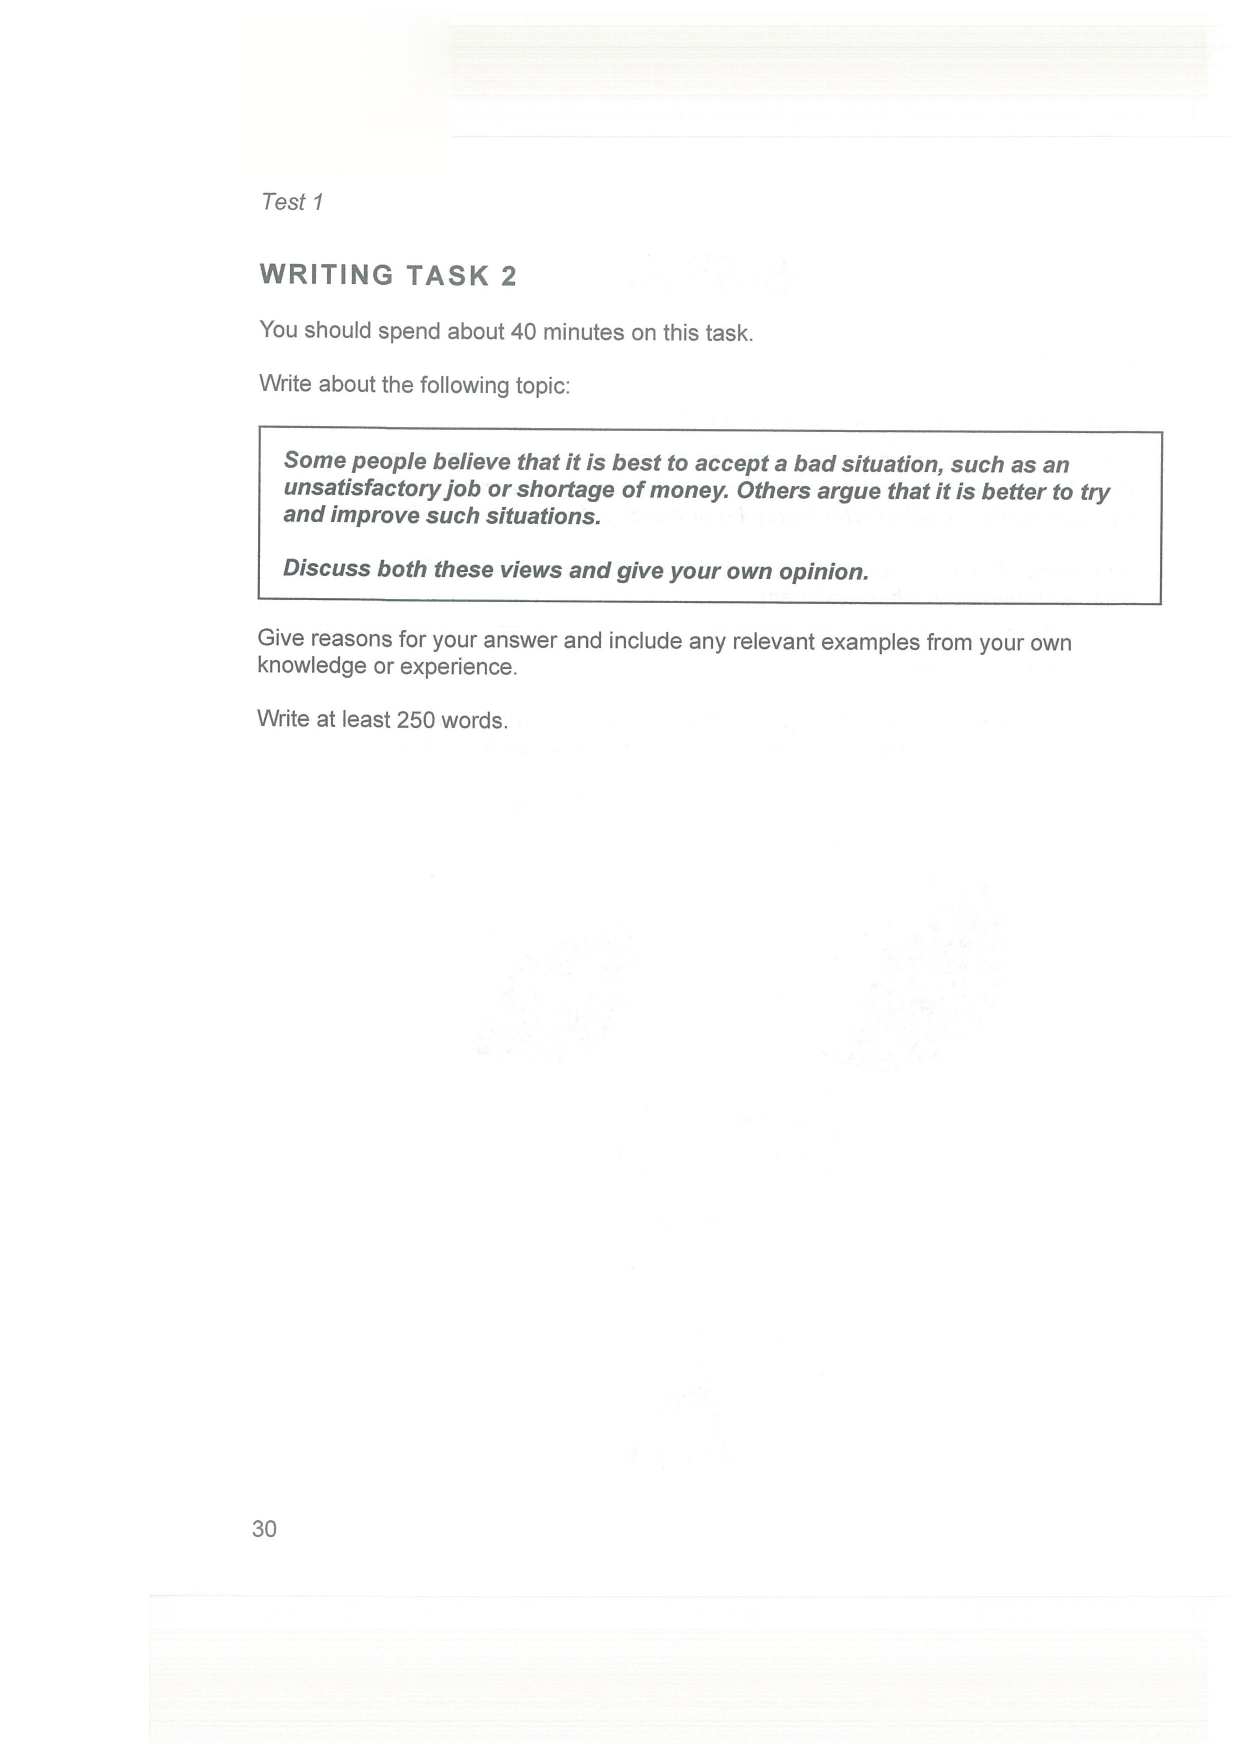 Test 1
WRITING TASK 2
You should spend about 40 minutes on this task.
Write about the following topic:
Some people believe that it is best to accept a bad situation, such as an
unsatisfactory job or shortage of money. Others argue that it is better to try
and improve such situations.
Discuss both these views and give your own opinion.
Give reasons for your answer and include any relevant examples from your own
knowledge or experience.
Write at least 250 words.
30